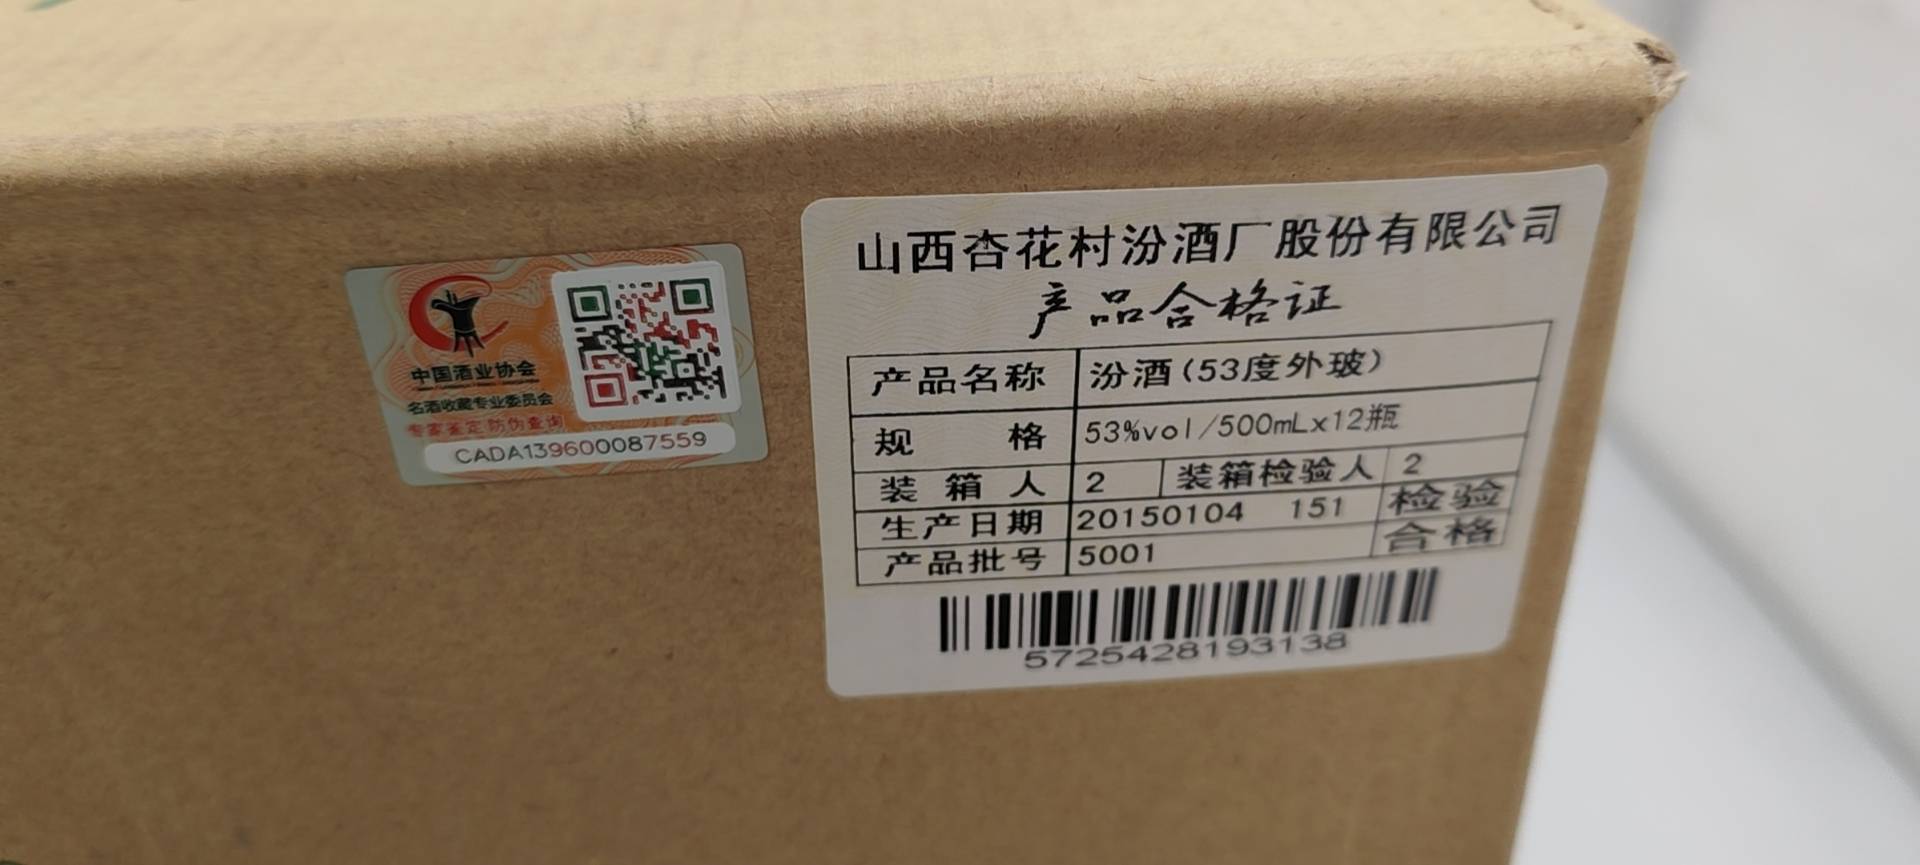 中国酒业协会
名酒收藏专业委员会
专家鉴定 防伪查询
CADA139600087559
山西杏花村汾酒厂股份有限公司
产品合格证
产品名称 汾酒(53度外玻)
规 格 53%vol/500mLx12瓶
装 箱 人 2 装箱检验人 2
生产日期 20150104 151 检验
产品批号 5001 合格
5725428193138